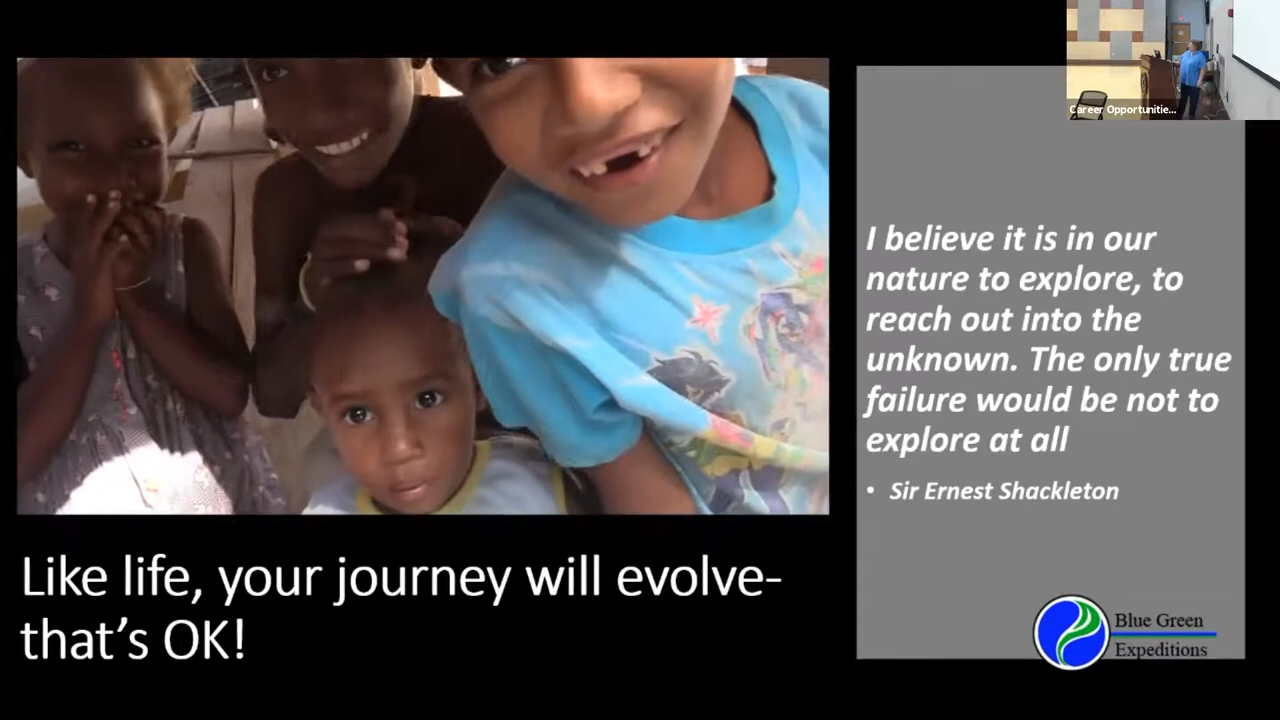 Career Opportunitie...
I believe it is in our
nature to explore, to
reach out into the
unknown. The only true
failure would be not to
explore at all
• Sir Ernest Shackleton
Like life, your journey will evolve-
that's OK!
Blue Green
Expeditions